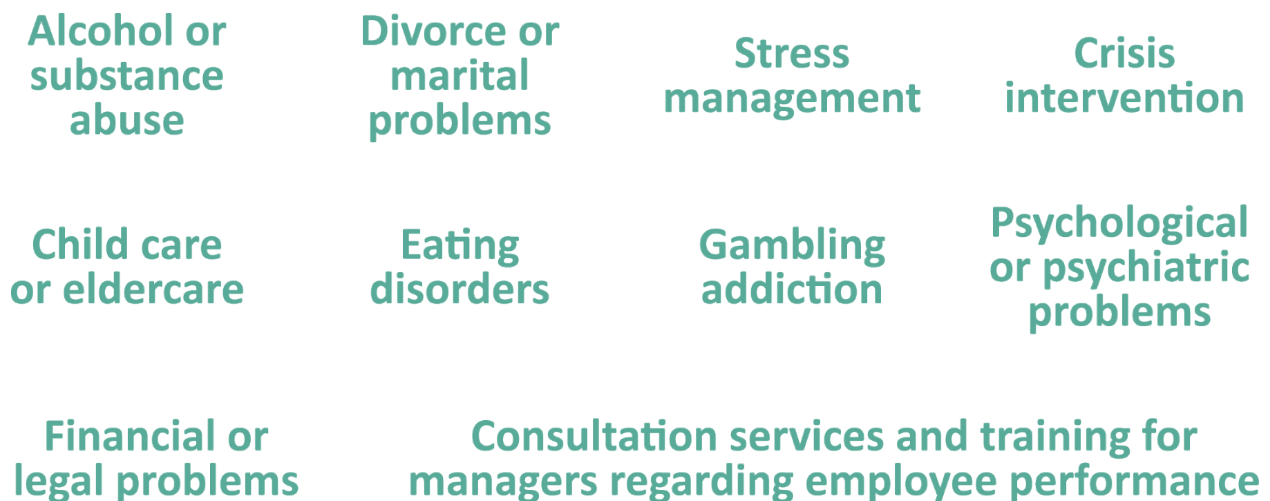 Alcohol or
substance
abuse
Divorce or
marital
problems
Stress
management
Crisis
intervention
Child care
or eldercare
Eating
disorders
Gambling
addiction
Psychological
or psychiatric
problems
Financial or
legal problems
Consultation services and training for
managers regarding employee performance